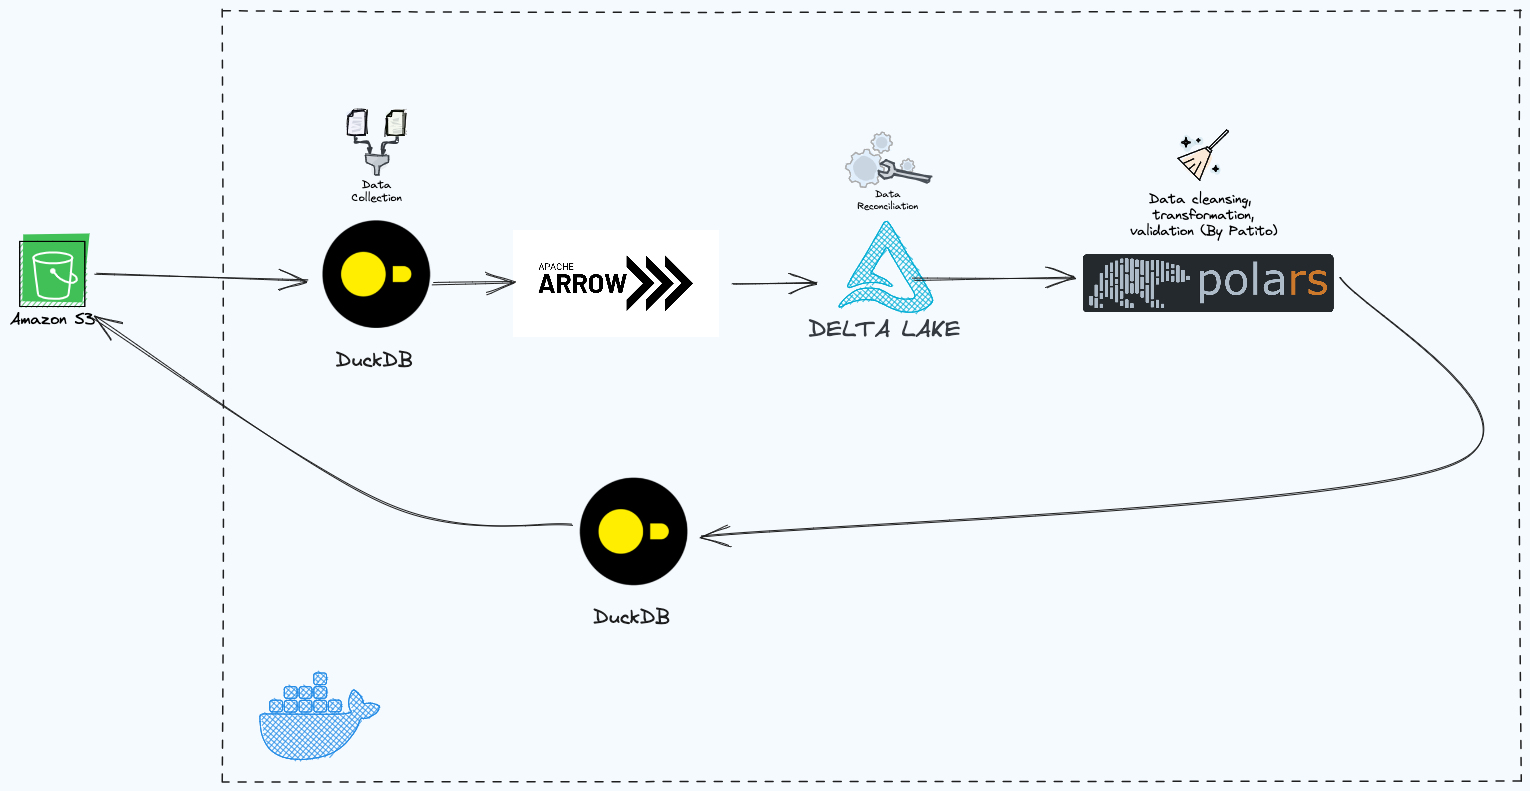 Data
Collection
Data
Reconciliation
Data cleansing,
transformation,
validation (By Patito)
Amazon S3
APACHE
ARROW
polars
DELTA LAKE
DuckDB
DuckDB